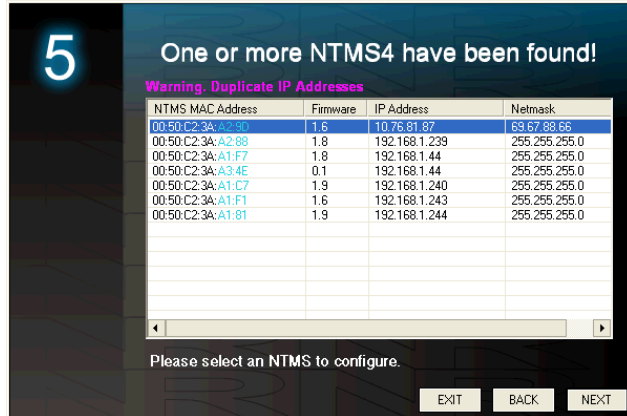 5
One or more NTMS4 have been found!
Warning. Duplicate IP Addresses
NTMS MAC Address Firmware IP Address Netmask
00:50:C2:3A:A2:9D 1.6 10.76.81.87 69.67.88.66
00:50:C2:3A:A2:88 1.8 192.168.1.239 255.255.255.0
00:50:C2:3A:A1:F7 1.8 192.168.1.44 255.255.255.0
00:50:C2:3A:A3:4E 0.1 192.168.1.44 255.255.255.0
00:50:C2:3A:A1:C7 1.9 192.168.1.240 255.255.255.0
00:50:C2:3A:A1:F1 1.6 192.168.1.243 255.255.255.0
00:50:C2:3A:A1:81 1.9 192.168.1.244 255.255.255.0
Please select an NTMS to configure.
EXIT BACK NEXT